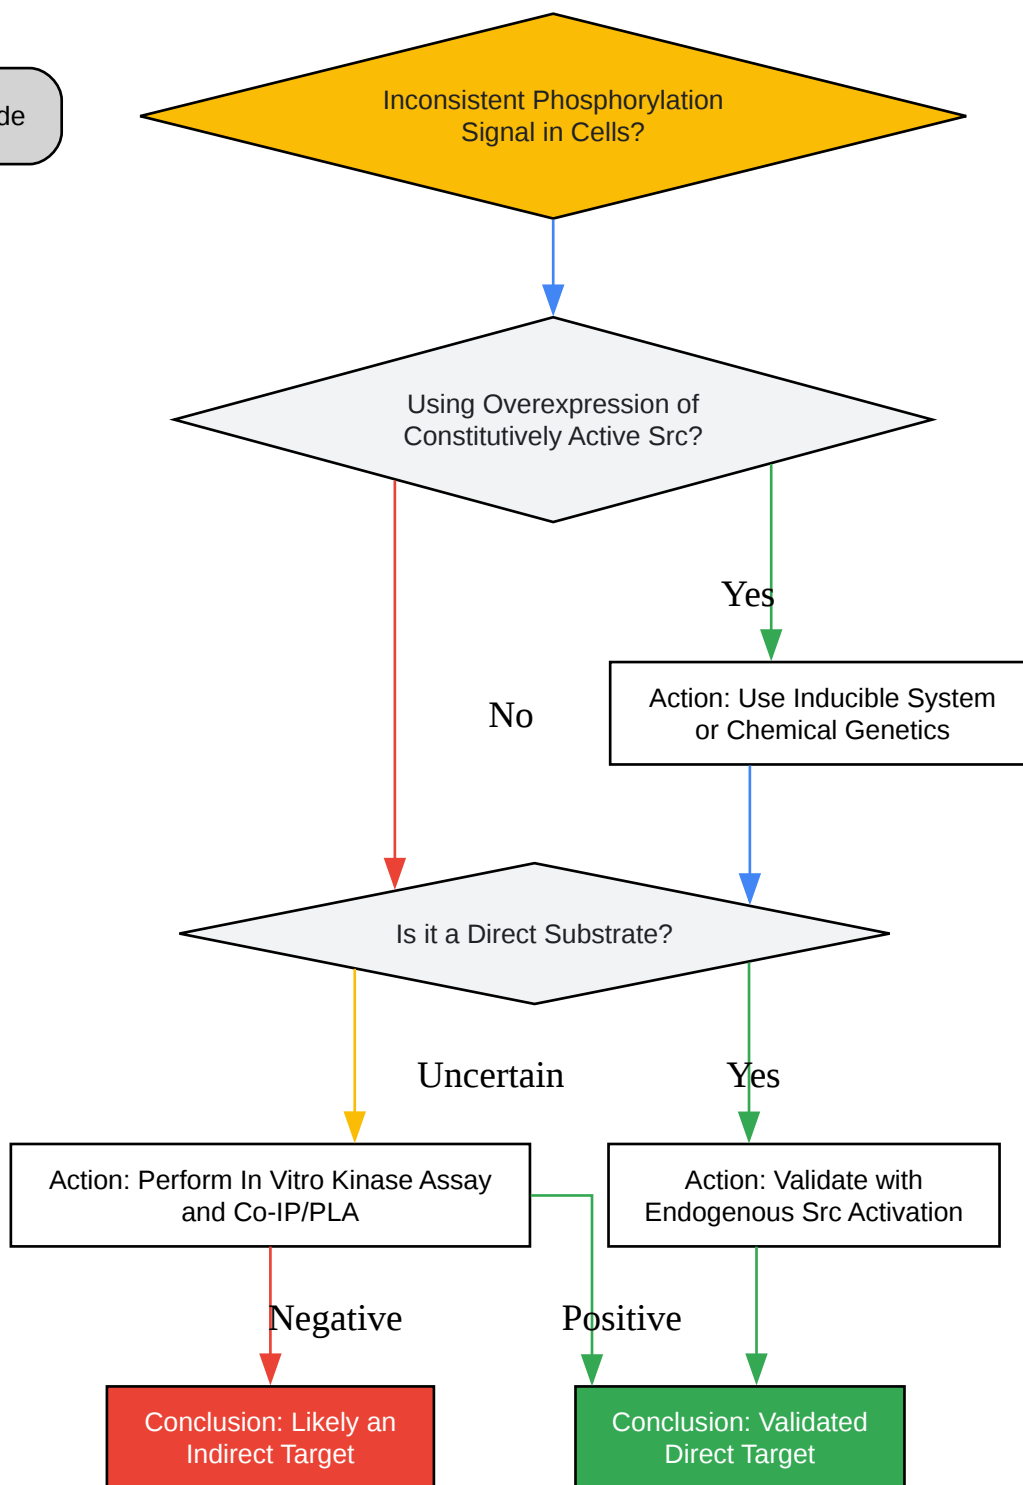 Inconsistent Phosphorylation
Signal in Cells?
de
Using Overexpression of
Constitutively Active Src?
Yes
Action: Use Inducible System
or Chemical Genetics
No
Is it a Direct Substrate?
Uncertain
Yes
Action: Perform In Vitro Kinase Assay
and Co-IP/PLA
Action: Validate with
Endogenous Src Activation
Negative
Positive
Conclusion: Likely an
Indirect Target
Conclusion: Validated
Direct Target